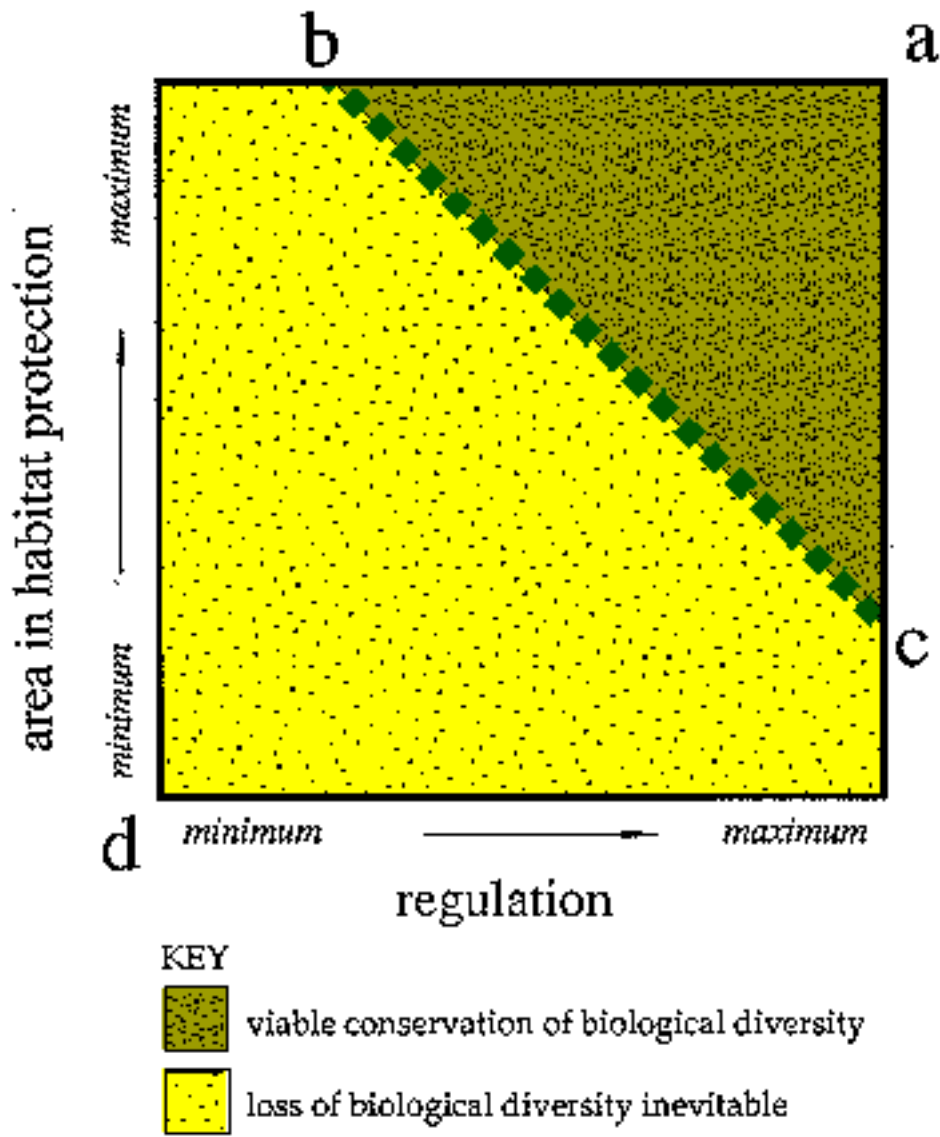 b
a
maximum
area in habitat protection
minimum
c
d
minimum
maximum
regulation
KEY
viable conservation of biological diversity
loss of biological diversity inevitable